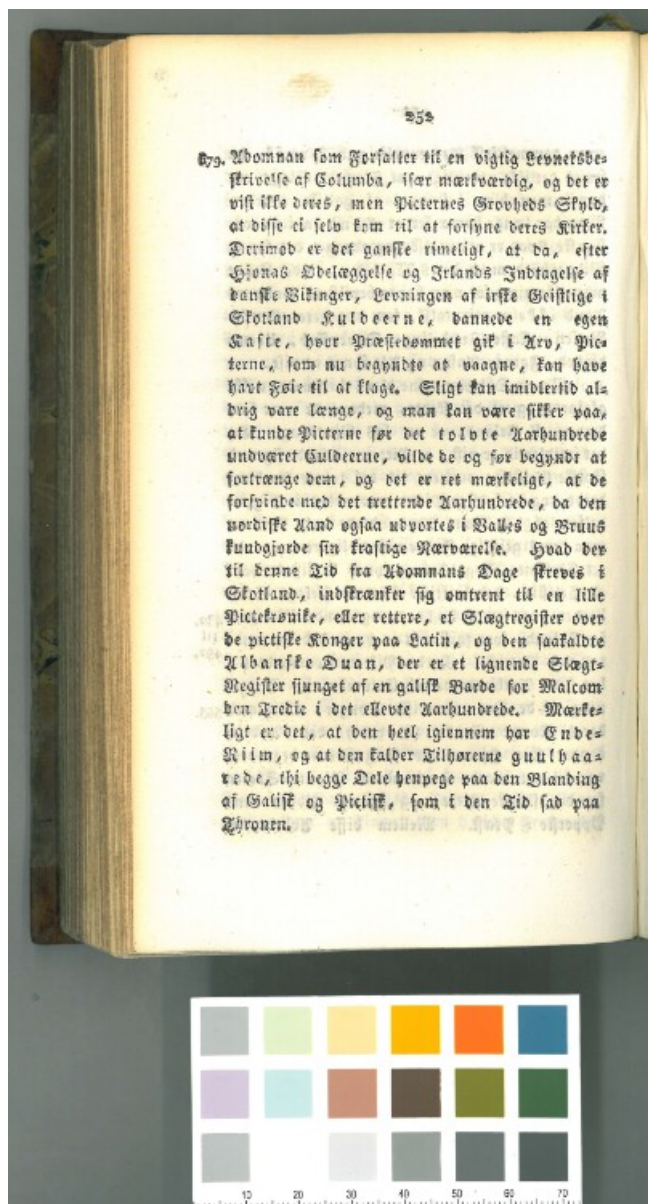 252
679. Adomnan som Forfatter til en vigtig Levnetsbe=
skrivelse af Columba, især mærkværdig, og det er
vist ikke deres, men Picternes Grovheds Skyld,
at disse ei selv kom til at forsyne deres Kirker.
Derimod er det ganske rimeligt, at da, efter
Hjonas Ødelæggelse og Irlands Indtagelse af
danske Vikinger, Levningen af irske Geistlige i
Skotland Kuldeerne, dannede en egen
Kaste, hvor Præstedømmet gik i Arv, Pic=
terne, som nu begyndte at vaagne, kan have
havt Føie til at klage. Sligt kan imidlertid al=
drig vare længe, og man kan være sikker paa,
at kunde Picterne før det tolvte Aarhundrede
undværet Culdeerne, vilde de og før begyndt at
fortrænge dem, og det er ret mærkeligt, at de
forsvinde med det trettende Aarhundrede, da den
nordiske Aand ogsaa udvortes i Valles og Bruus
kundgjorde sin kraftige Nærværelse. Hvad der
til denne Tid fra Adomnans Dage skreves i
Skotland, indskrænker sig omtrent til en lille
Pictekrønike, eller rettere, et Slægtregister over
de pictiske Konger paa Latin, og den saakaldte
Albanske Duan, der er et lignende Slægt=
Register sjunget af en galisk Barde for Malcom
den Tredie i det ellevte Aarhundrede. Mærke=
ligt er det, at den heel igiennem har Ende=
Riim, og at den kalder Tilhørerne guulhaa=
rede, thi begge Dele henpege paa den Blanding
af Galisk og Pictisk, som i den Tid sad paa
Thronen.
10 20 30 40 50 60 70